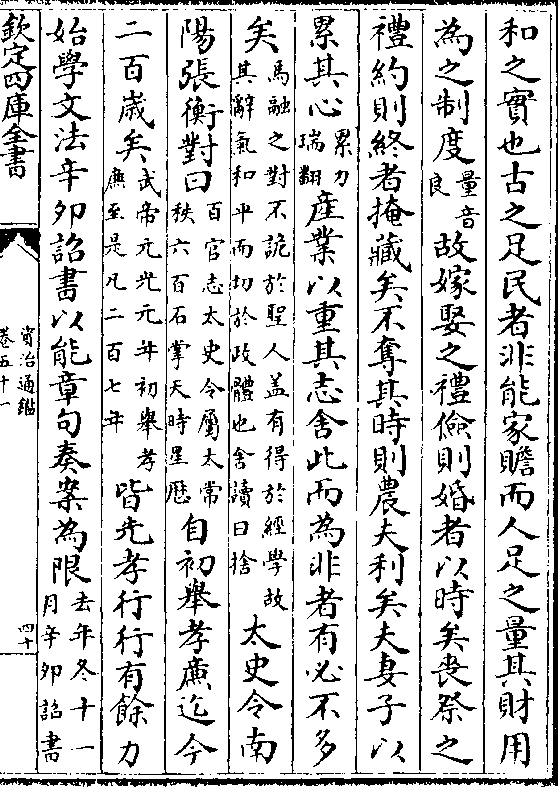 和之實也古之足民者非能家贍而人足之量其財用
為之制度量音良故嫁娶之禮儉則婚者以時矣喪祭之
禮約則終者掩藏矣不奪其時則農夫利矣夫妻子以
累其心累力瑞翻產業以重其志舍此而為非者有必不多
矣馬融之對不詭於聖人盖有得於經學故其辭氣和平而切於政體也舍讀曰捨太史令南
陽張衡對曰百官志太史令屬太常秩六百石掌天時星厯自初舉孝廉迄今
二百歲矣武帝元光元年初舉孝廉至是凡二百七年皆先孝行行有餘力
始學文法辛夘詔書以能章句奏案為限去年冬十一月辛夘詔書
欽定四庫全書
資治通鑑
卷五十一
四十